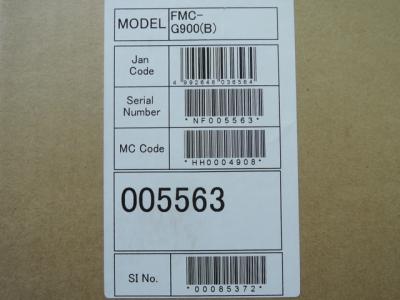 MODEL
FMC-
G900(B)
Jan
Code
4 992648 036564
Serial
Number
*NF005563*
MC Code
*HH0004908*
005563
SI No.
*00085372*